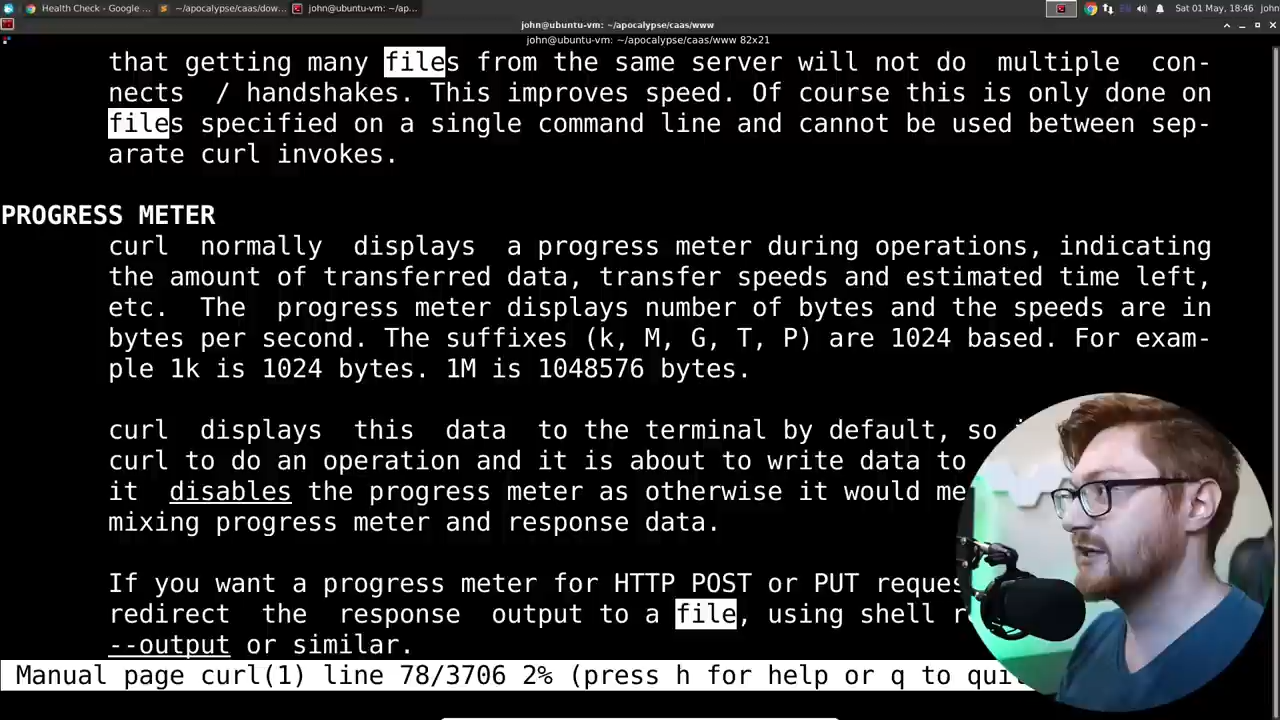 Health Check - Google ...
~/apocalypse/caas/dow...
john@ubuntu-vm: ~/ap...
Sat 01 May, 18:46 john
john@ubuntu-vm: ~/apocalypse/caas/www
john@ubuntu-vm: ~/apocalypse/caas/www 82x21
that getting many files from the same server will not do multiple con-
nects / handshakes. This improves speed. Of course this is only done on
files specified on a single command line and cannot be used between sep-
arate curl invokes.
PROGRESS METER
curl normally displays a progress meter during operations, indicating
the amount of transferred data, transfer speeds and estimated time left,
etc. The progress meter displays number of bytes and the speeds are in
bytes per second. The suffixes (k, M, G, T, P) are 1024 based. For exam-
ple 1k is 1024 bytes. 1M is 1048576 bytes.
curl displays this data to the terminal by default, so
curl to do an operation and it is about to write data to
it disables the progress meter as otherwise it would me
mixing progress meter and response data.
If you want a progress meter for HTTP POST or PUT reque
redirect the response output to a file, using shell r
--output or similar.
Manual page curl(1) line 78/3706 2% (press h for help or q to qui